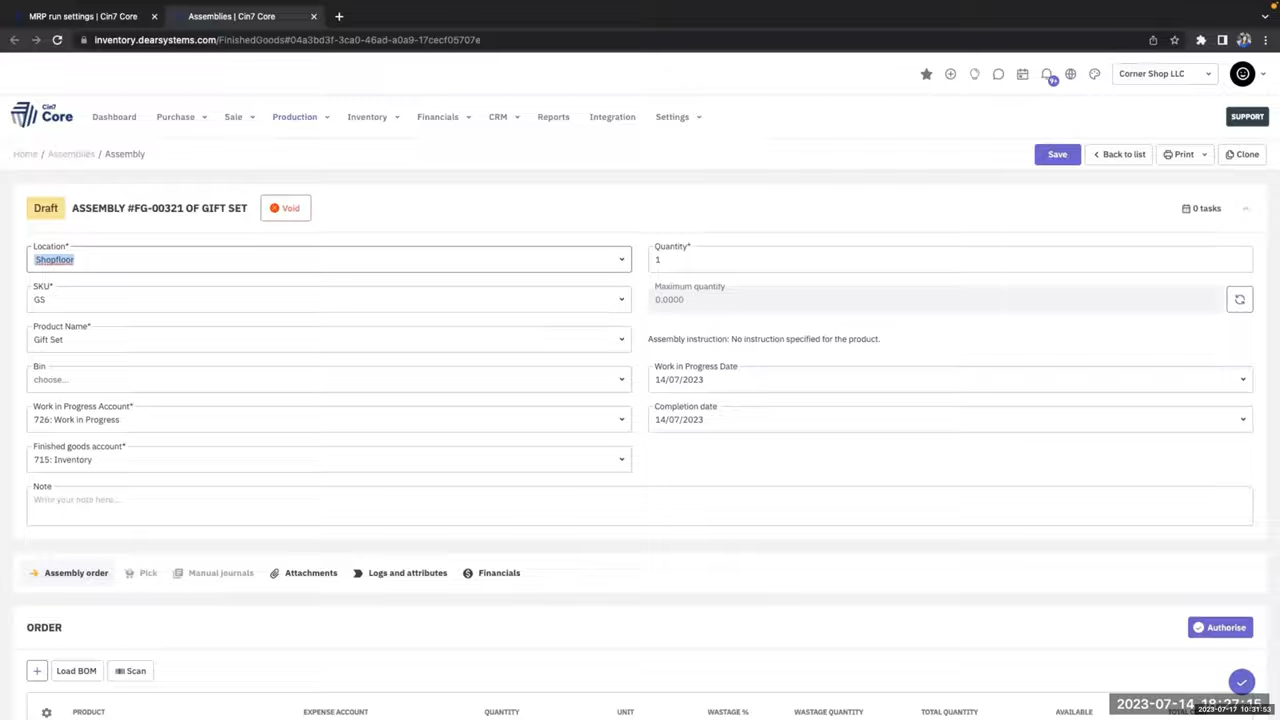 MRP run settings | Cin7 Core
Assemblies | Cin7 Core
inventory.dearsystems.com/FinishedGoods#04a3bd3f-3ca0-46ad-a0a9-17cecf05707e
9+
Corner Shop LLC
Cin7 Core
Dashboard Purchase Sale Production Inventory Financials CRM Reports Integration Settings
SUPPORT
Home / Assemblies / Assembly
Save Back to list Print Clone
Draft ASSEMBLY #FG-00321 OF GIFT SET Void
0 tasks
Location*
Shopfloor
Quantity*
1
SKU*
GS
Maximum quantity
0.0000
Product Name*
Gift Set
Assembly instruction: No instruction specified for the product.
Bin
choose...
Work in Progress Date
14/07/2023
Work in Progress Account*
726: Work in Progress
Completion date
14/07/2023
Finished goods account*
715: Inventory
Note
Write your note here...
Assembly order Pick Manual journals Attachments Logs and attributes Financials
ORDER
Authorise
Load BOM Scan
PRODUCT EXPENSE ACCOUNT QUANTITY UNIT WASTAGE % WASTAGE QUANTITY TOTAL QUANTITY AVAILABLE
2023-07-14 18:27:15
2023-07-17 10:31:53